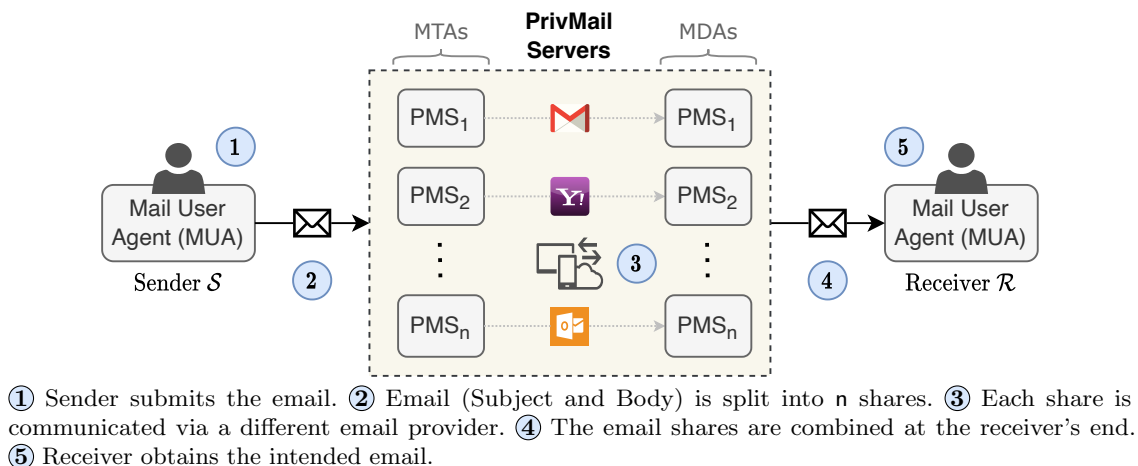 MTAs
PrivMail
Servers
MDAs
1
5
PMS1
PMS1
Mail User
Agent (MUA)
Sender S
2
PMS2
Y!
PMS2
3
4
Mail User
Agent (MUA)
Receiver R
PMSn
o
PMSn
① Sender submits the email. ② Email (Subject and Body) is split into n shares. ③ Each share is
communicated via a different email provider. ④ The email shares are combined at the receiver's end.
⑤ Receiver obtains the intended email.